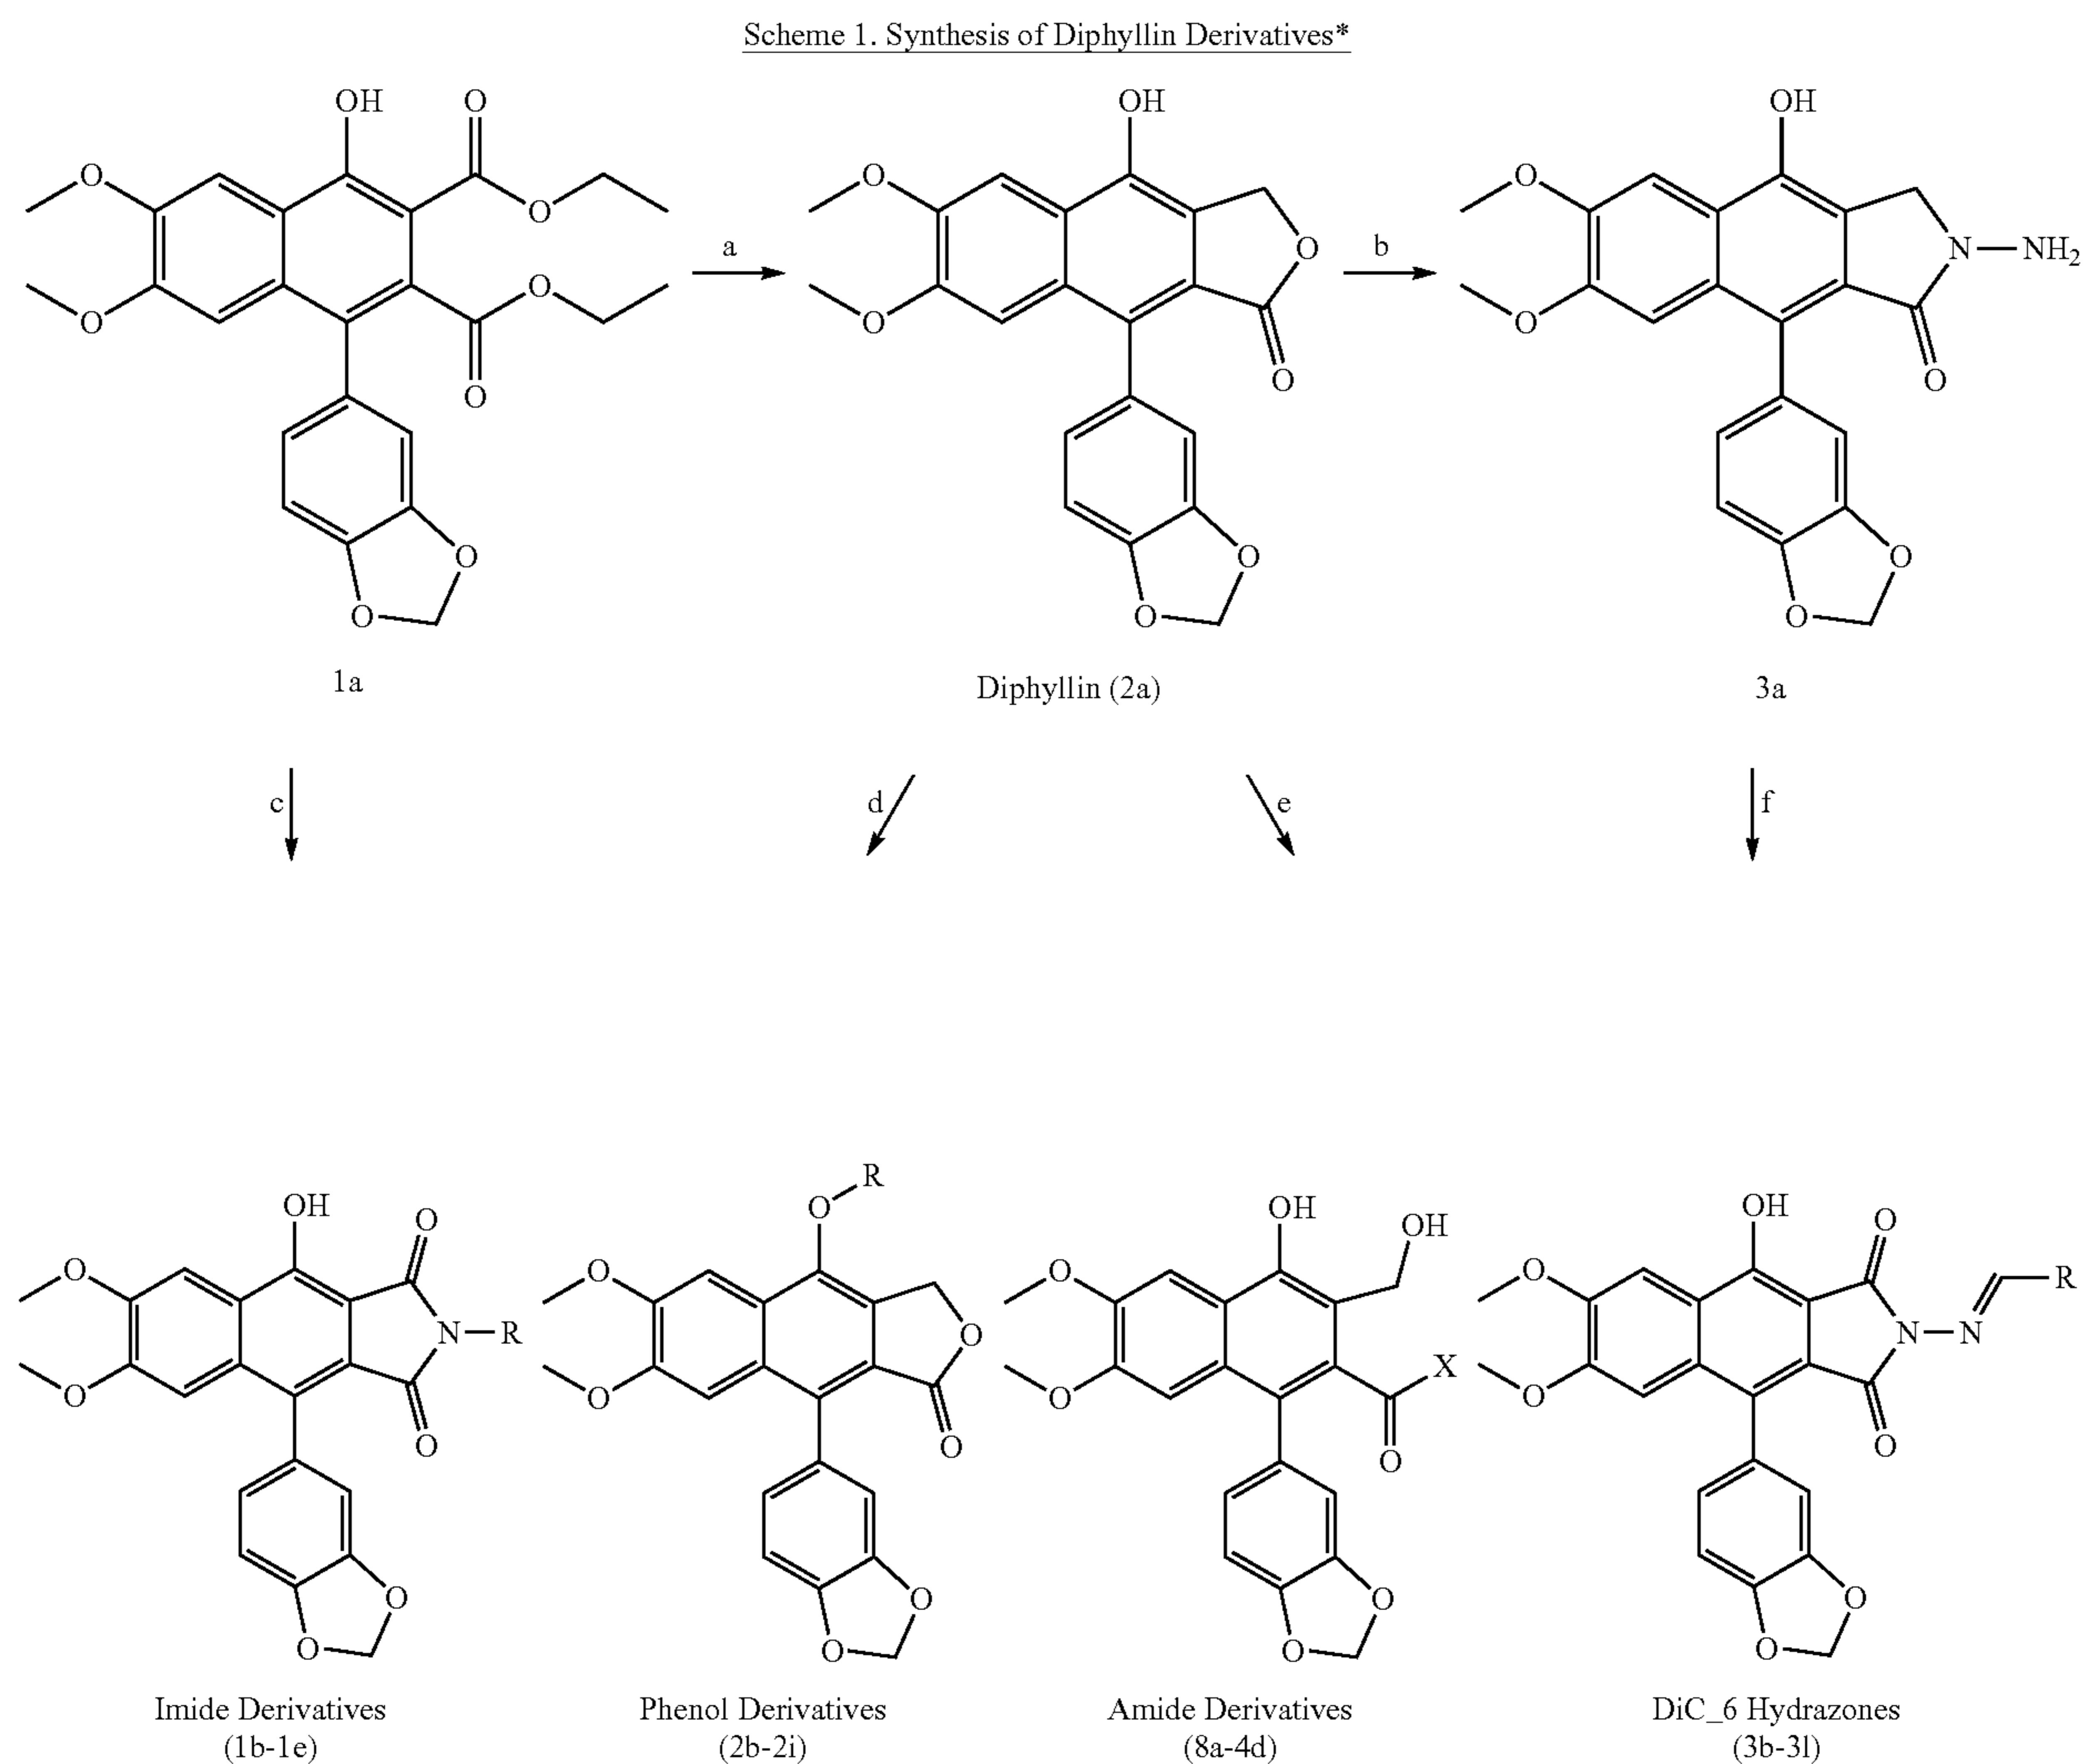 Scheme 1. Synthesis of Diphyllin Derivatives*
OH O
O
O
O
O
O
O
O
a
OH
O
O
O
O
O
O
b
OH
O
O
N—NH2
O
O
O
1a
Diphyllin (2a)
3a
c
d
e
f
OH O
O
O
N—R
O
O
O
O R
O
O
O
O
O
O
OH
OH
O
O
X
O
O
O
OH O
O
O
N—N R
O
O
O
Imide Derivatives
(1b-1e)
Phenol Derivatives
(2b-2i)
Amide Derivatives
(8a-4d)
DiC_6 Hydrazones
(3b-3l)